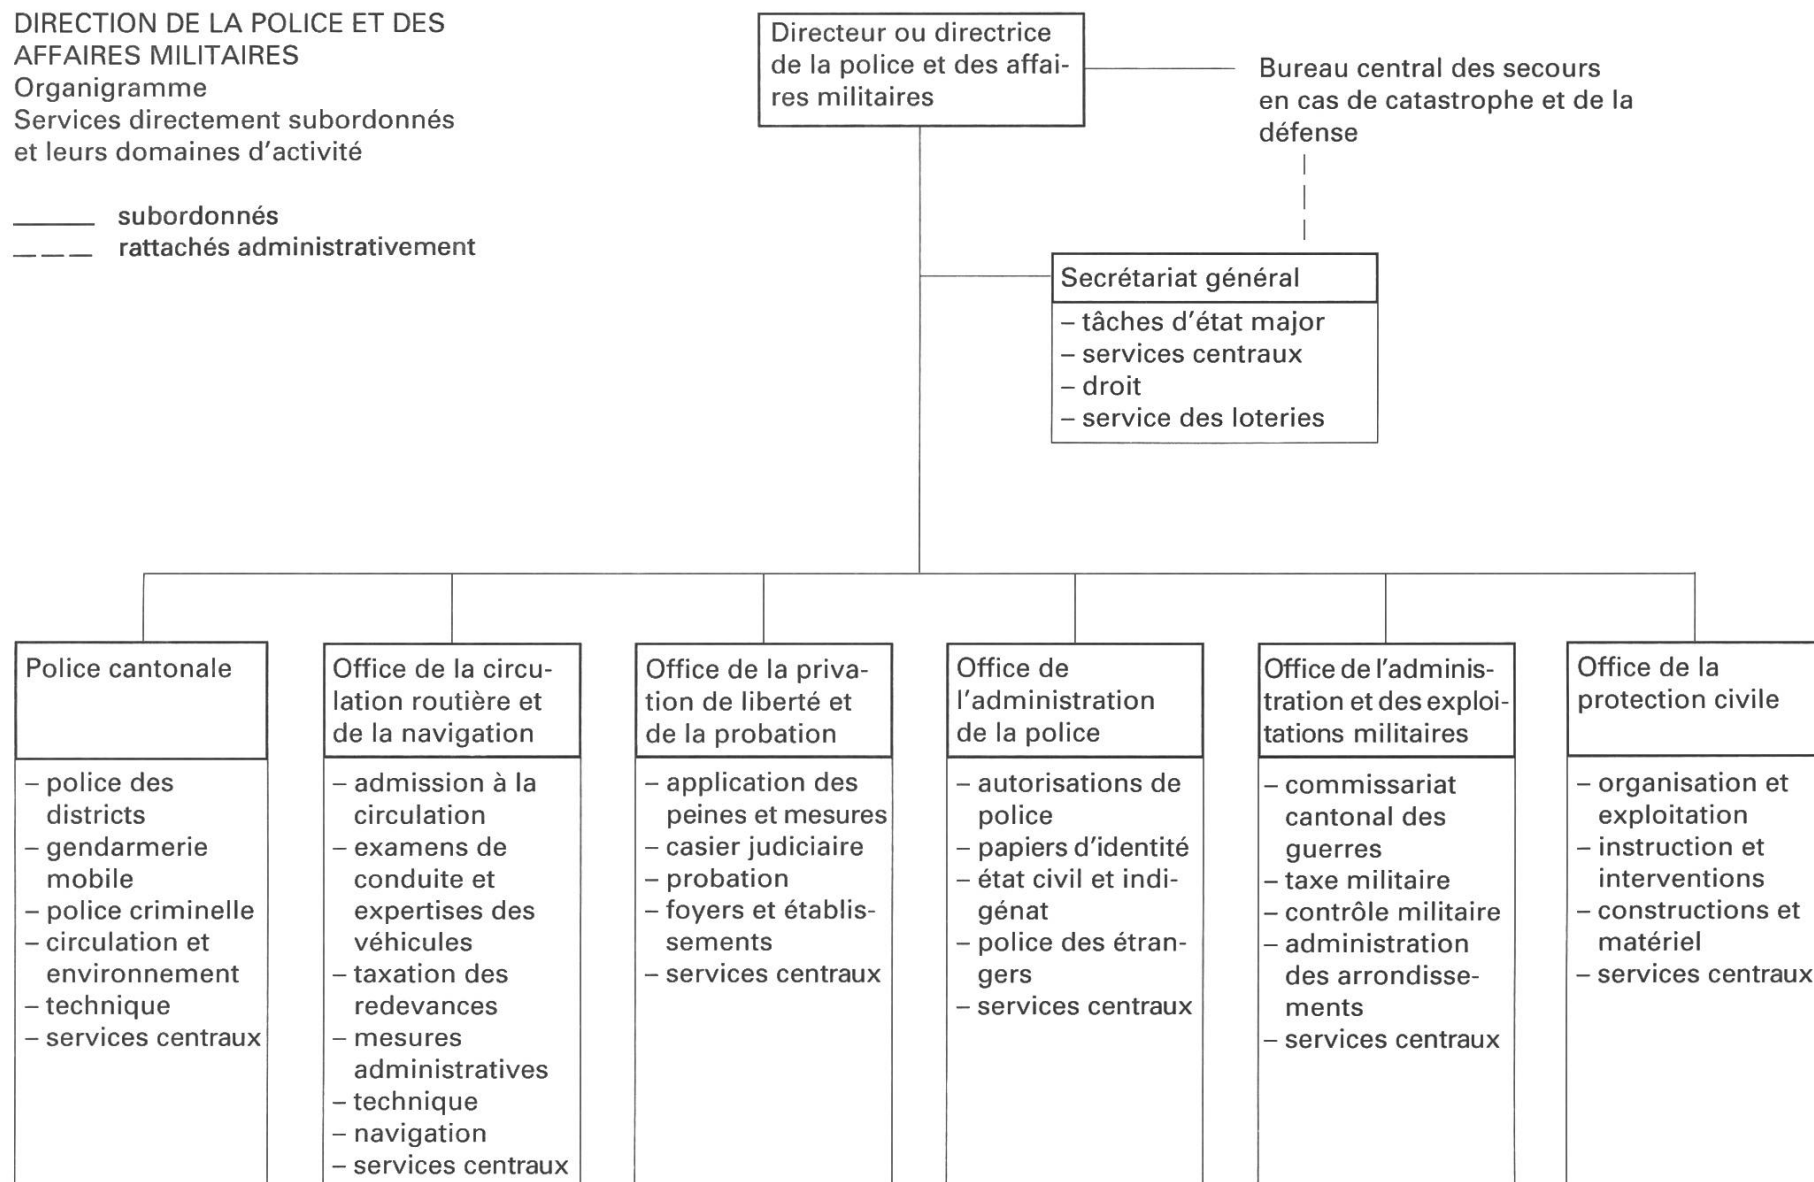 DIRECTION DE LA POLICE ET DES
AFFAIRES MILITAIRES
Organigramme
Services directement subordonnés
et leurs domaines d'activité
subordonnés
rattachés administrativement
Directeur ou directrice
de la police et des affai-
res militaires
Bureau central des secours
en cas de catastrophe et de la
défense
Secrétariat général
– tâches d'état major
– services centraux
– droit
– service des loteries
Police cantonale
– police des
districts
– gendarmerie
mobile
– police criminelle
– circulation et
environnement
– technique
– services centraux
Office de la circu-
lation routière et
de la navigation
– admission à la
circulation
– examens de
conduite et
expertises des
véhicules
– taxation des
redevances
– mesures
administratives
– technique
– navigation
– services centraux
Office de la priva-
tion de liberté et
de la probation
– application des
peines et mesures
– casier judiciaire
– probation
– foyers et établis-
sements
– services centraux
Office de
l'administration
de la police
– autorisations de
police
– papiers d'identité
– état civil et indi-
génat
– police des étran-
gers
– services centraux
Office de l'adminis-
tration et des exploi-
tations militaires
– commissariat
cantonal des
guerres
– taxe militaire
– contrôle militaire
– administration
des arrondisse-
ments
– services centraux
Office de la
protection civile
– organisation et
exploitation
– instruction et
interventions
– constructions et
matériel
– services centraux